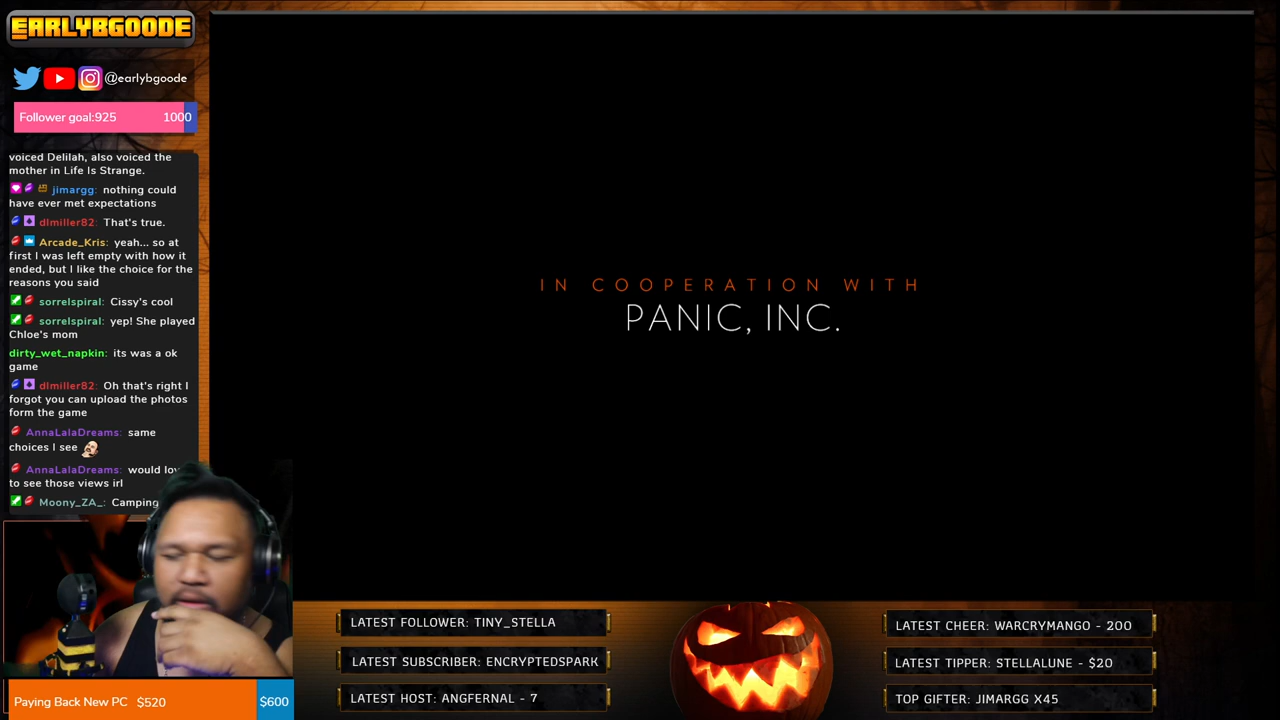 EARLYBGOODE
@earlybgoode
Follower goal:925 1000
voiced Delilah, also voiced the
mother in Life Is Strange.
jimargg: nothing could
have ever met expectations
dlmiller82: That's true.
Arcade_Kris: yeah... so at
first I was left empty with how it
ended, but I like the choice for the
reasons you said
sorrelspiral: Cissy's cool
sorrelspiral: yep! She played
Chloe's mom
dirty_wet_napkin: its was a ok
game
dlmiller82: Oh that's right I
forgot you can upload the photos
form the game
AnnaLalaDreams: same
choices I see
AnnaLalaDreams: would
to see those views irl
Moony_ZA_: Camping
IN COOPERATION WITH
PANIC, INC.
LATEST FOLLOWER: TINY_STELLA
LATEST SUBSCRIBER: ENCRYPTEDSPARK
LATEST HOST: ANGFERNAL - 7
LATEST CHEER: WARCRYMANGO - 200
LATEST TIPPER: STELLALUNE - $20
TOP GIFTER: JIMARGG X45
Paying Back New PC $520 $600